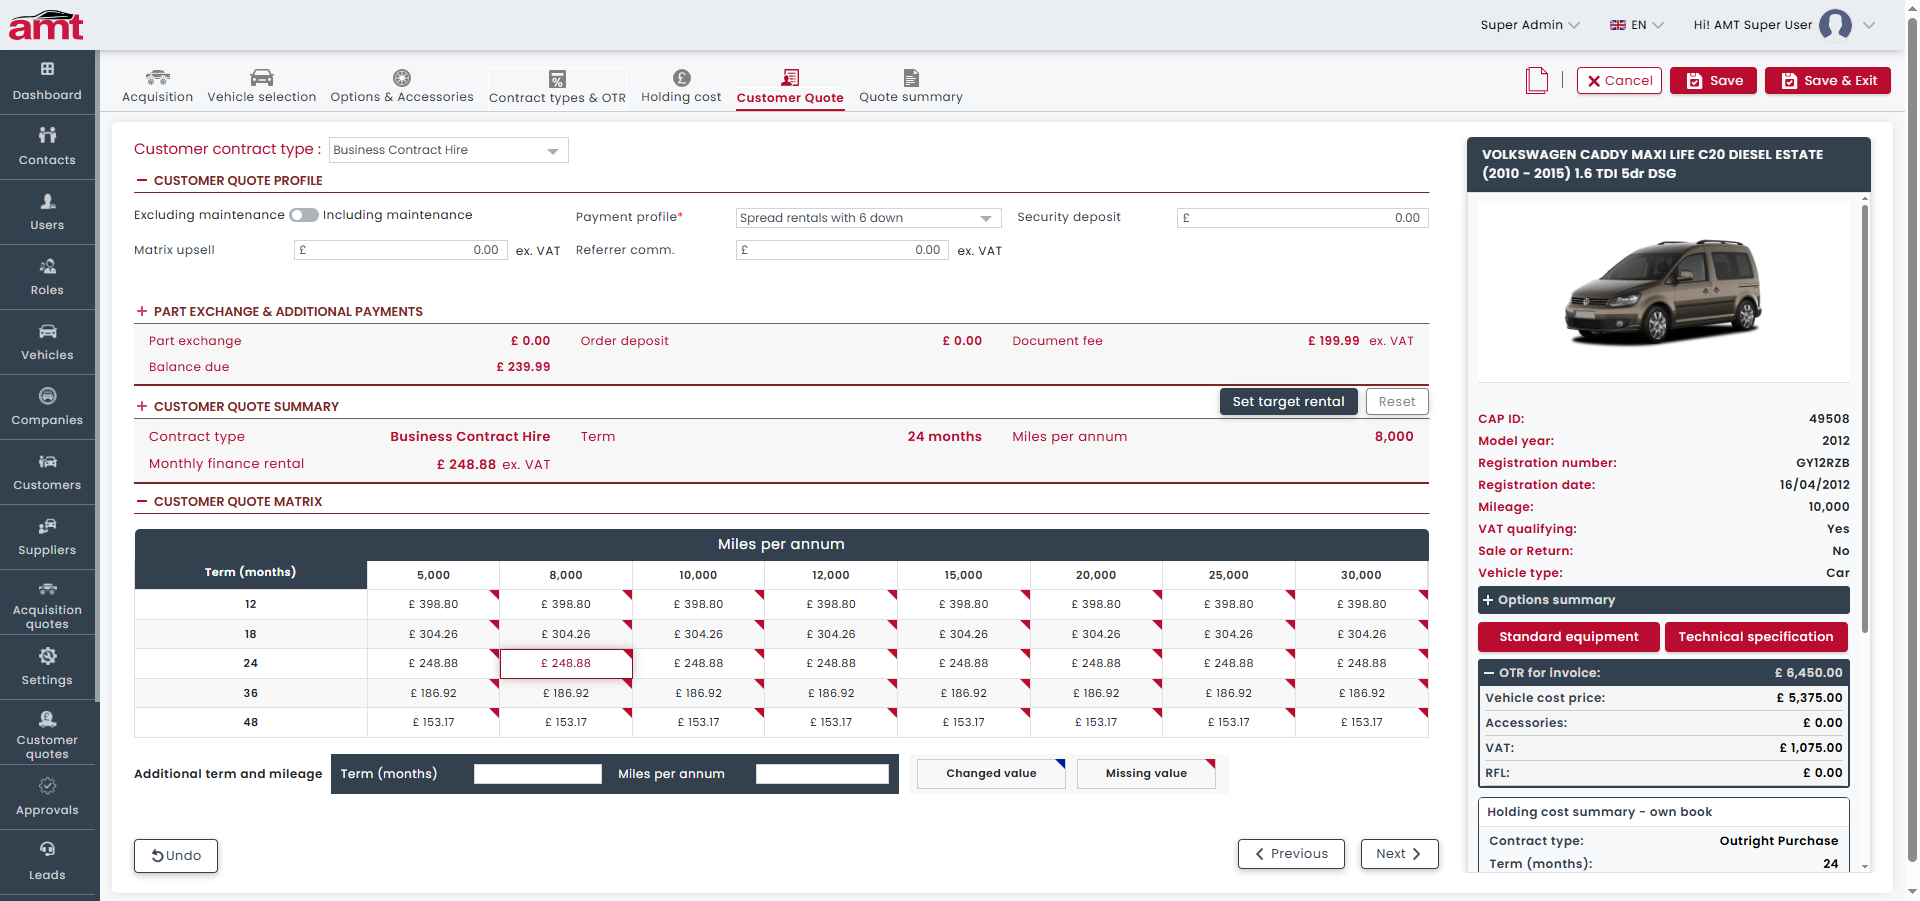 amt
Super Admin
EN
Hi! AMT Super User
Dashboard
Contacts
Users
Roles
Vehicles
Companies
Customers
Suppliers
Acquisition
quotes
Settings
Customer
quotes
Approvals
Leads
Acquisition
Vehicle selection
Options & Accessories
Contract types & OTR
Holding cost
Customer Quote
Quote summary
Cancel
Save
Save & Exit
Customer contract type : Business Contract Hire
CUSTOMER QUOTE PROFILE
Excluding maintenance Including maintenance
Payment profile* Spread rentals with 6 down
Security deposit £ 0.00
Matrix upsell £ 0.00 ex. VAT
Referrer comm. £ 0.00 ex. VAT
PART EXCHANGE & ADDITIONAL PAYMENTS
Part exchange £ 0.00 Order deposit £ 0.00 Document fee £ 199.99 ex. VAT
Balance due £ 239.99
CUSTOMER QUOTE SUMMARY
Set target rental
Reset
Contract type Business Contract Hire Term 24 months Miles per annum 8,000
Monthly finance rental £ 248.88 ex. VAT
CUSTOMER QUOTE MATRIX
Miles per annum
Term (months) 5,000 8,000 10,000 12,000 15,000 20,000 25,000 30,000
12 £ 398.80 £ 398.80 £ 398.80 £ 398.80 £ 398.80 £ 398.80 £ 398.80 £ 398.80
18 £ 304.26 £ 304.26 £ 304.26 £ 304.26 £ 304.26 £ 304.26 £ 304.26 £ 304.26
24 £ 248.88 £ 248.88 £ 248.88 £ 248.88 £ 248.88 £ 248.88 £ 248.88 £ 248.88
36 £ 186.92 £ 186.92 £ 186.92 £ 186.92 £ 186.92 £ 186.92 £ 186.92 £ 186.92
48 £ 153.17 £ 153.17 £ 153.17 £ 153.17 £ 153.17 £ 153.17 £ 153.17 £ 153.17
Additional term and mileage Term (months) Miles per annum
Changed value
Missing value
Undo
Previous
Next
VOLKSWAGEN CADDY MAXI LIFE C20 DIESEL ESTATE
(2010 - 2015) 1.6 TDI 5dr DSG
CAP ID: 49508
Model year: 2012
Registration number: GY12RZB
Registration date: 16/04/2012
Mileage: 10,000
VAT qualifying: Yes
Sale or Return: No
Vehicle type: Car
Options summary
Standard equipment
Technical specification
OTR for invoice: £ 6,450.00
Vehicle cost price: £ 5,375.00
Accessories: £ 0.00
VAT: £ 1,075.00
RFL: £ 0.00
Holding cost summary - own book
Contract type: Outright Purchase
Term (months): 24